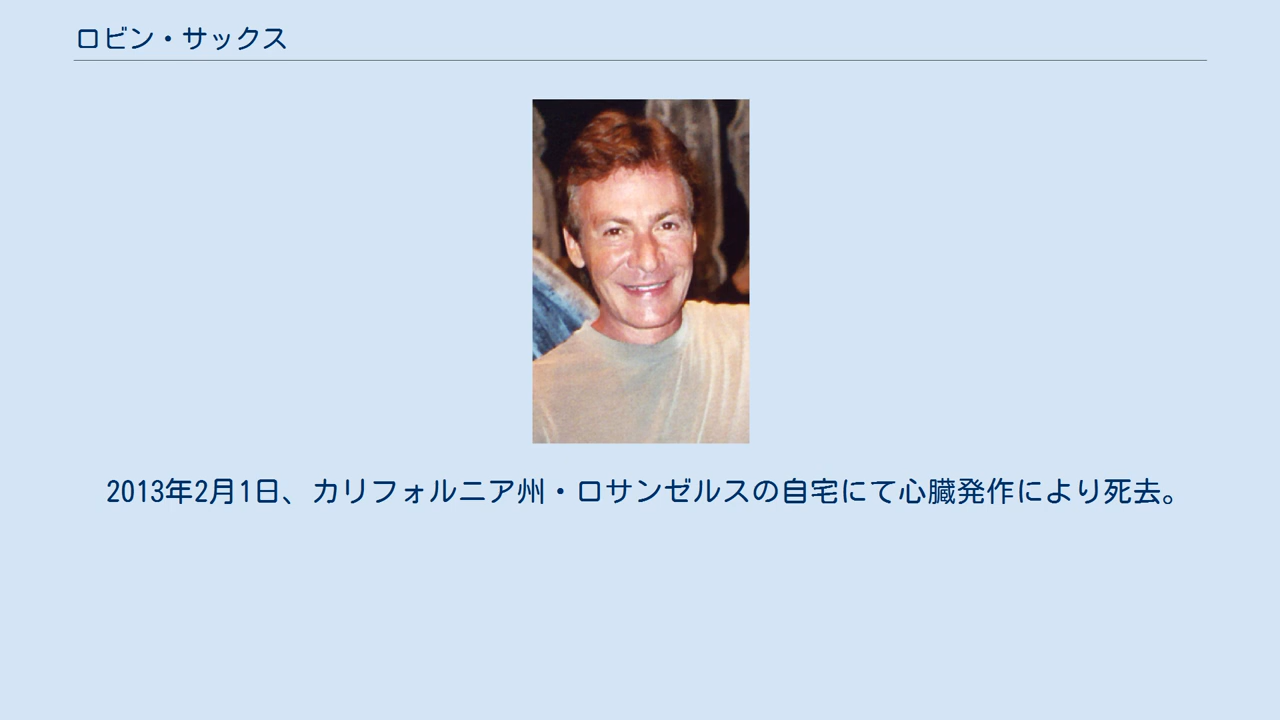 ロビン・サックス
2013年2月1日、カリフォルニア州・ロサンゼルスの自宅にて心臓発作により死去。